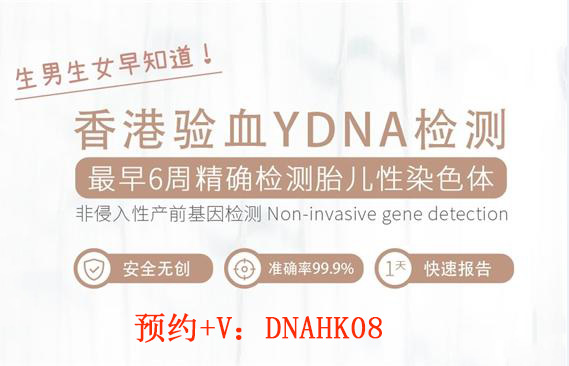 生男生女早知道！
香港验血YDNA检测
最早6周精确检测胎儿性染色体
非侵入性产前基因检测 Non-invasive gene detection
安全无创
准确率99.9%
1天
快速报告
预约+V：DNAHK08